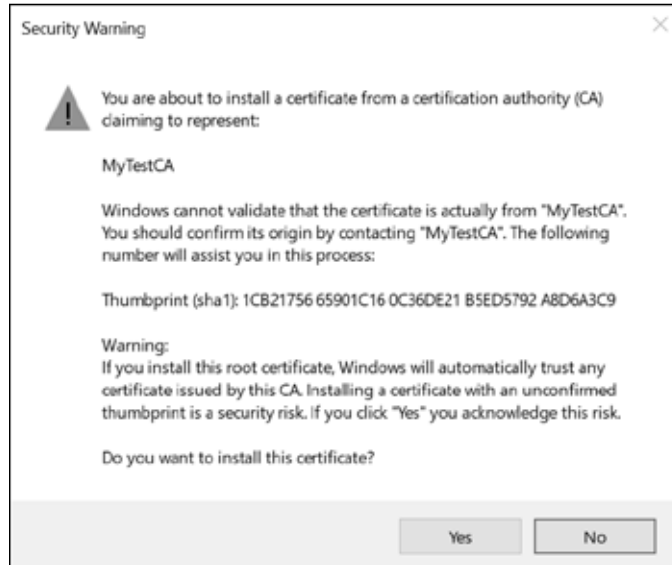 Security Warning
You are about to install a certificate from a certification authority (CA)
claiming to represent:
MyTestCA
Windows cannot validate that the certificate is actually from "MyTestCA".
You should confirm its origin by contacting "MyTestCA". The following
number will assist you in this process:
Thumbprint (sha1): 1CB21756 65901C16 0C36DE21 B5ED5792 A8D6A3C9
Warning:
If you install this root certificate, Windows will automatically trust any
certificate issued by this CA. Installing a certificate with an unconfirmed
thumbprint is a security risk. If you click "Yes" you acknowledge this risk.
Do you want to install this certificate?
Yes No